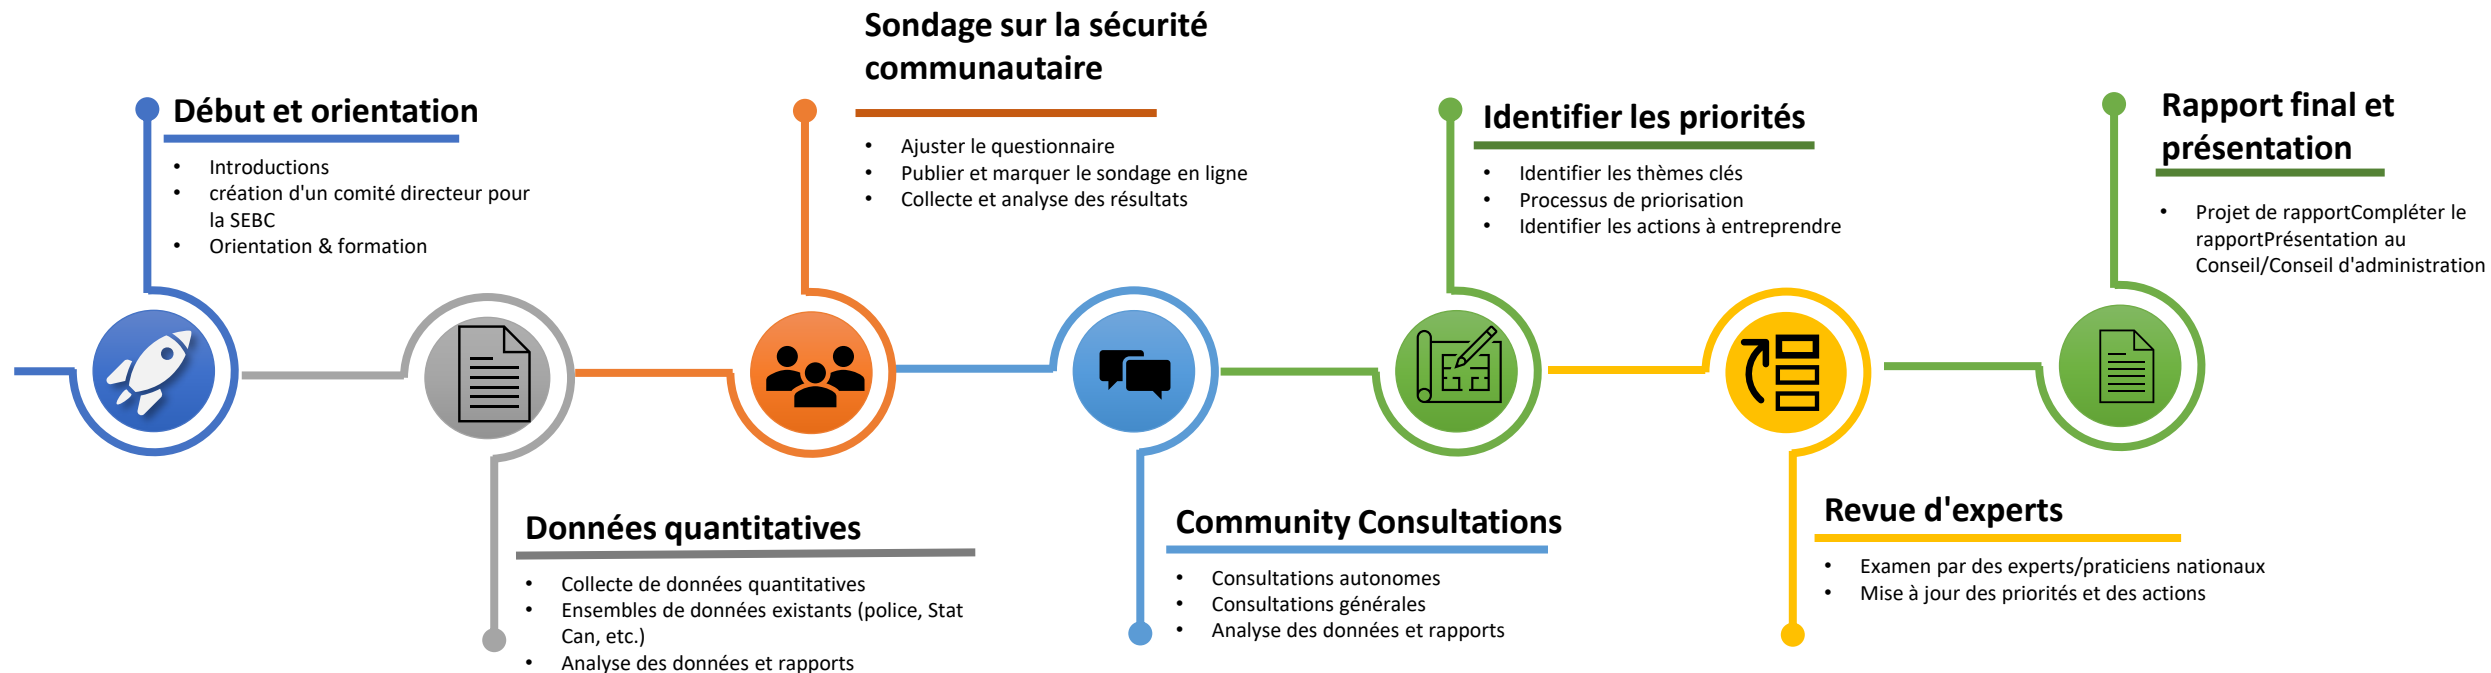 Début et orientation
• Introductions
• création d'un comité directeur pour
la SEBC
• Orientation & formation
Données quantitatives
• Collecte de données quantitatives
• Ensembles de données existants (police, Stat
Can, etc.)
• Analyse des données et rapports
Sondage sur la sécurité
communautaire
• Ajuster le questionnaire
• Publier et marquer le sondage en ligne
• Collecte et analyse des résultats
Community Consultations
• Consultations autonomes
• Consultations générales
• Analyse des données et rapports
Identifier les priorités
• Identifier les thèmes clés
• Processus de priorisation
• Identifier les actions à entreprendre
Revue d'experts
• Examen par des experts/praticiens nationaux
• Mise à jour des priorités et des actions
Rapport final et
présentation
• Projet de rapportCompléter le
rapportPrésentation au
Conseil/Conseil d'administration